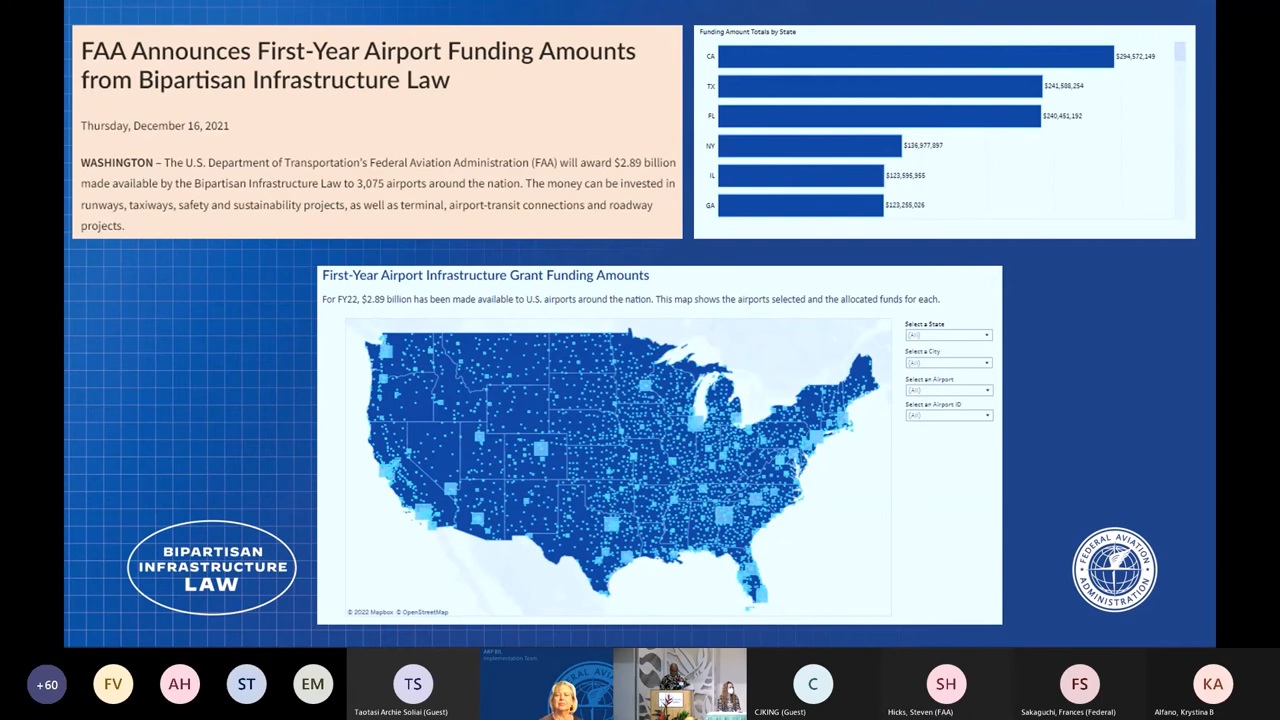 FAA Announces First-Year Airport Funding Amounts
from Bipartisan Infrastructure Law
Thursday, December 16, 2021
WASHINGTON – The U.S. Department of Transportation's Federal Aviation Administration (FAA) will award $2.89 billion
made available by the Bipartisan Infrastructure Law to 3,075 airports around the nation. The money can be invested in
runways, taxiways, safety and sustainability projects, as well as terminal, airport-transit connections and roadway
projects.
Funding Amount Totals by State
CA $294,572,149
TX $241,588,254
FL $240,451,192
NY $136,977,897
IL $123,595,955
GA $123,255,026
First-Year Airport Infrastructure Grant Funding Amounts
For FY22, $2.89 billion has been made available to U.S. airports around the nation. This map shows the airports selected and the allocated funds for each.
Select a State
(All)
Select a City
(All)
Select an Airport
(All)
Select an Airport ID
(All)
© 2022 Mapbox © OpenStreetMap
BIPARTISAN
INFRASTRUCTURE
LAW
FEDERAL AVIATION
ADMINISTRATION
+60
FV
AH
ST
EM
TS
Taotasi Archie Soliai (Guest)
ARP BIL
Implementation Team
C
CJKING (Guest)
SH
Hicks, Steven (FAA)
FS
Sakaguchi, Frances (Federal)
KA
Alfano, Krystina B